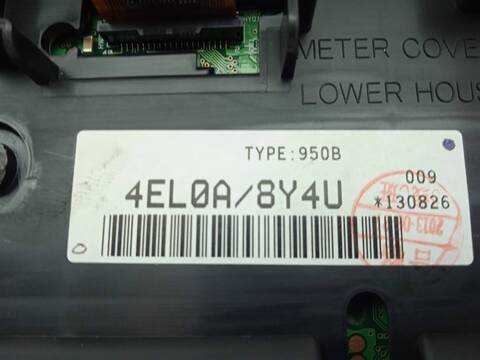 METER COVE
LOWER HOUS
TYPE:950B
009
4EL0A/8Y4U
*130826